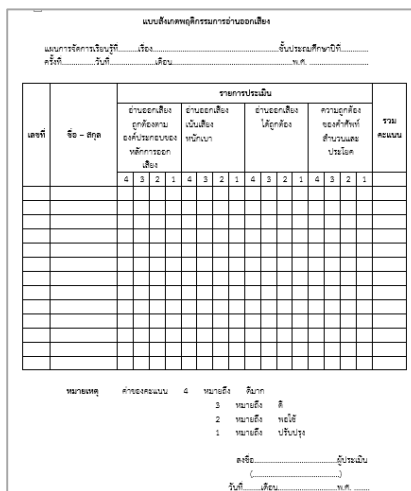 แบบสังเกตพฤติกรรมการอ่านออกเสียง
แผนการจัดการเรียนรู้ที่..........เรื่อง..................................................ชั้นประถมศึกษาปีที่............
ครั้งที่..............วันที่...................เดือน..................................................พ.ศ. ......................
เลขที่
ชื่อ – สกุล
รายการประเมิน
รวม
คะแนน
อ่านออกเสียง
ถูกต้องตาม
องค์ประกอบของ
หลักการออก
เสียง
อ่านออกเสียง
เน้นเสียง
หนักเบา
อ่านออกเสียง
ได้ถูกต้อง
ความถูกต้อง
ของคำศัพท์
สำนวนและ
ประโยค
4 3 2 1 4 3 2 1 4 3 2 1 4 3 2 1
หมายเหตุ ค่าของคะแนน 4 หมายถึง ดีมาก
3 หมายถึง ดี
2 หมายถึง พอใช้
1 หมายถึง ปรับปรุง
ลงชื่อ..................................ผู้ประเมิน
(...................................)
วันที่.......เดือน........................พ.ศ. .......